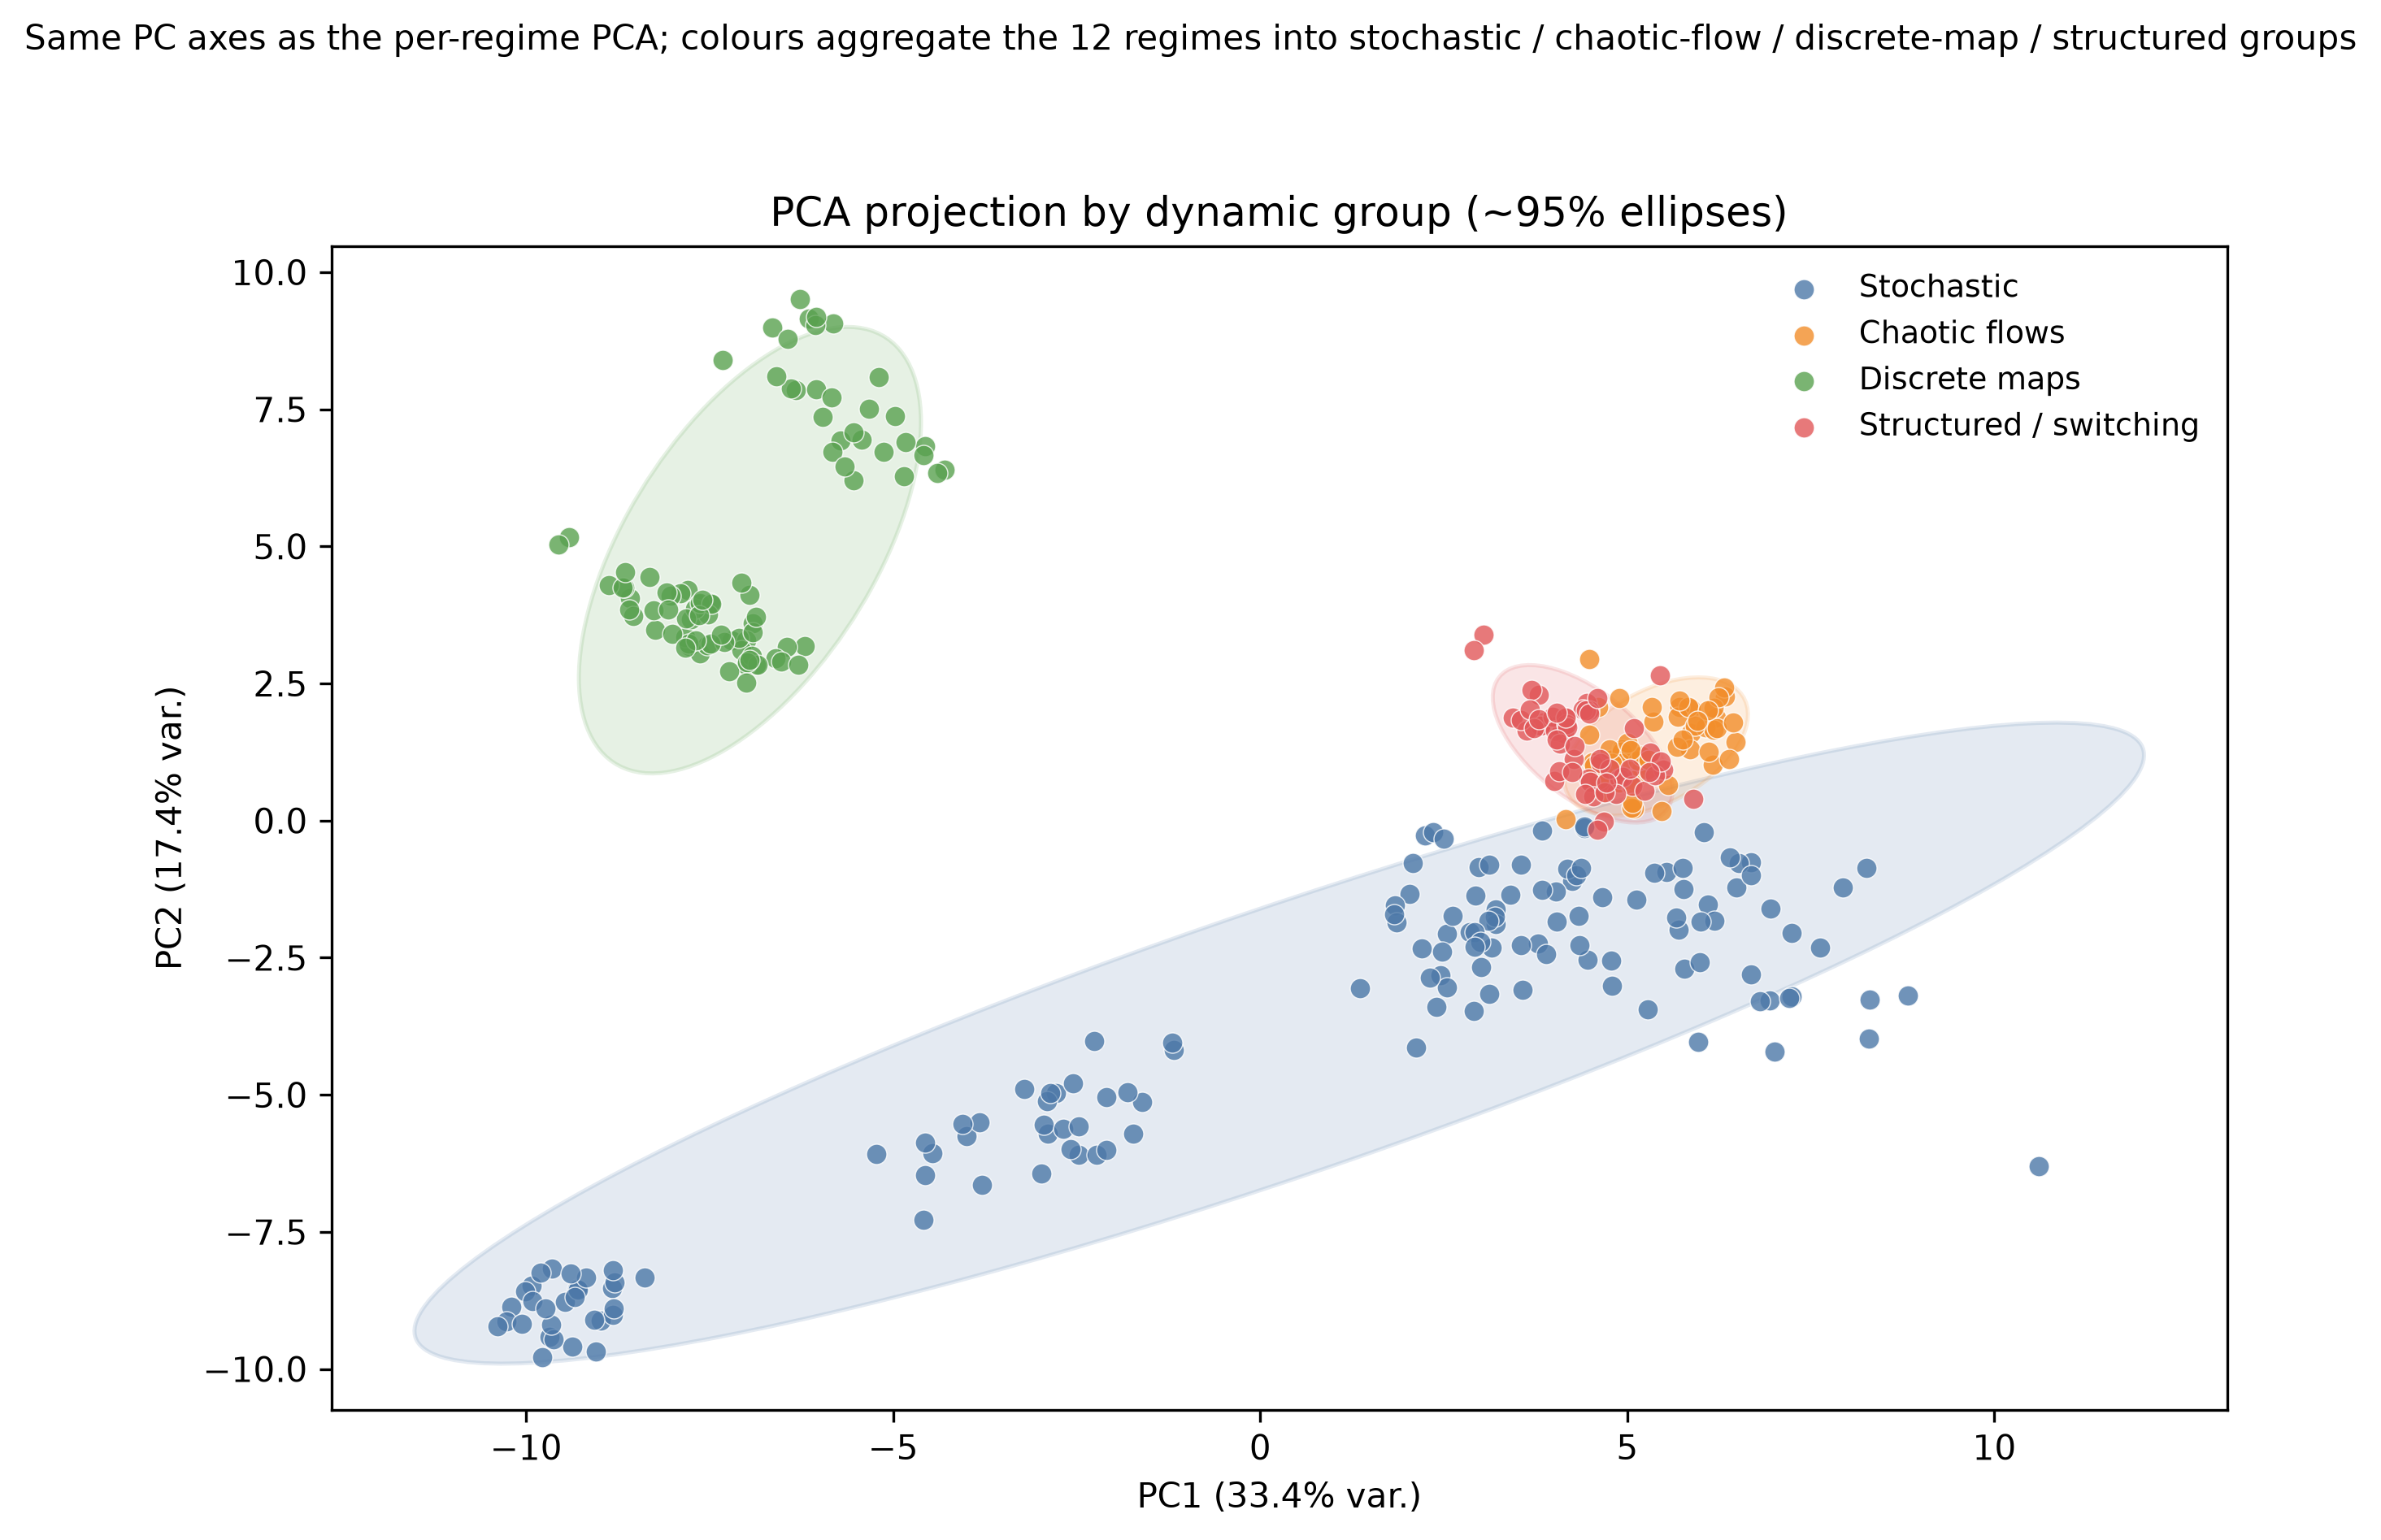 Same PC axes as the per-regime PCA; colours aggregate the 12 regimes into stochastic / chaotic-flow / discrete-map / structured groups
PCA projection by dynamic group (~95% ellipses)
Stochastic
Chaotic flows
Discrete maps
Structured / switching
10.0
7.5
5.0
2.5
0.0
−2.5
−5.0
−7.5
−10.0
PC2 (17.4% var.)
−10
−5
0
5
10
PC1 (33.4% var.)